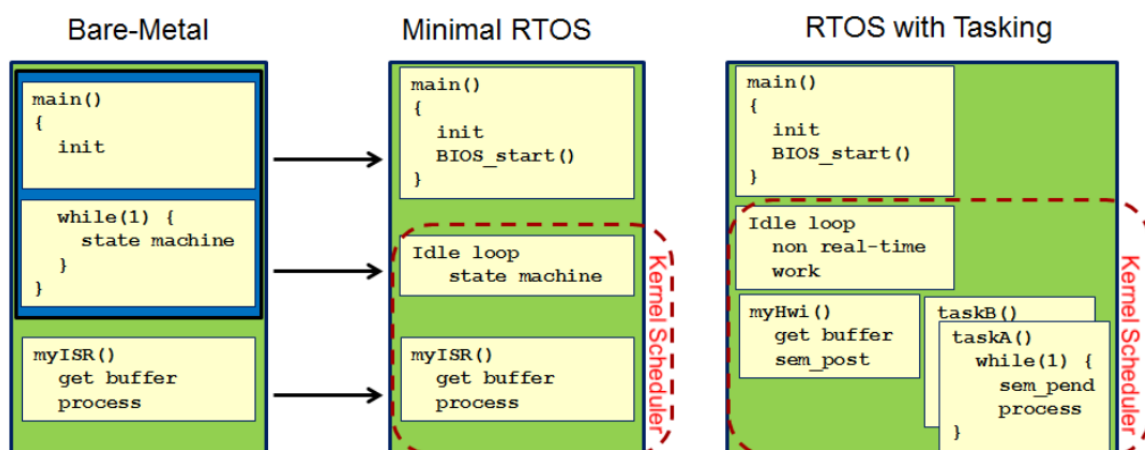 Bare-Metal
main()
{
init
while(1) {
state machine
}
}
myISR()
get buffer
process
Minimal RTOS
main()
{
init
BIOS_start()
}
Idle loop
state machine
myISR()
get buffer
process
Kernel Scheduler
RTOS with Tasking
main()
{
init
BIOS_start()
}
Idle loop
non real-time
work
myHwi()
get buffer
sem_post
taskB()
taskA()
while(1) {
sem_pend
process
}
Kernel Scheduler